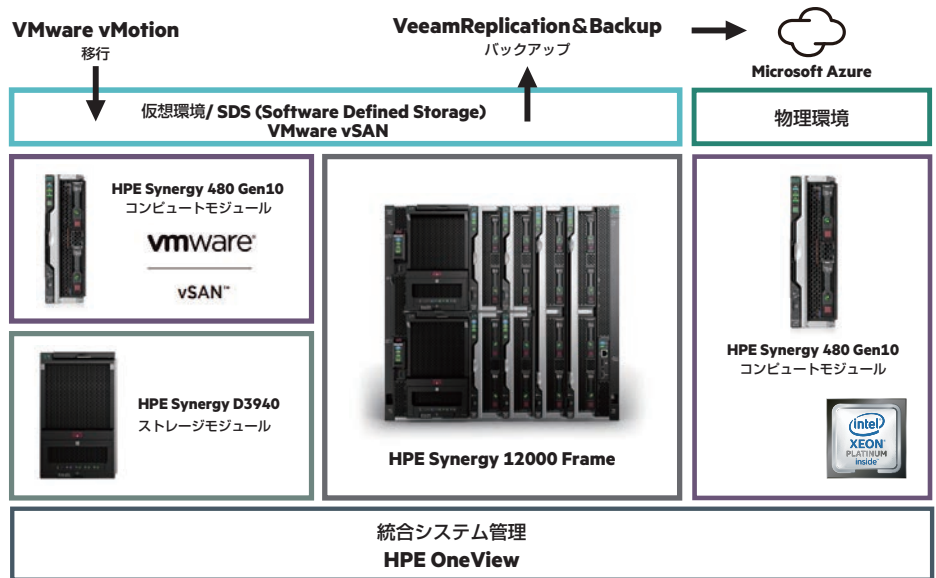 VMware vMotion
移行
VeeamReplication&Backup
バックアップ
Microsoft Azure
仮想環境/ SDS (Software Defined Storage)
VMware vSAN
物理環境
HPE Synergy 480 Gen10
コンピュートモジュール
vmware®
vSAN™
HPE Synergy D3940
ストレージモジュール
HPE Synergy 12000 Frame
HPE Synergy 480 Gen10
コンピュートモジュール
intel
XEON®
PLATINUM
inside™
統合システム管理
HPE OneView